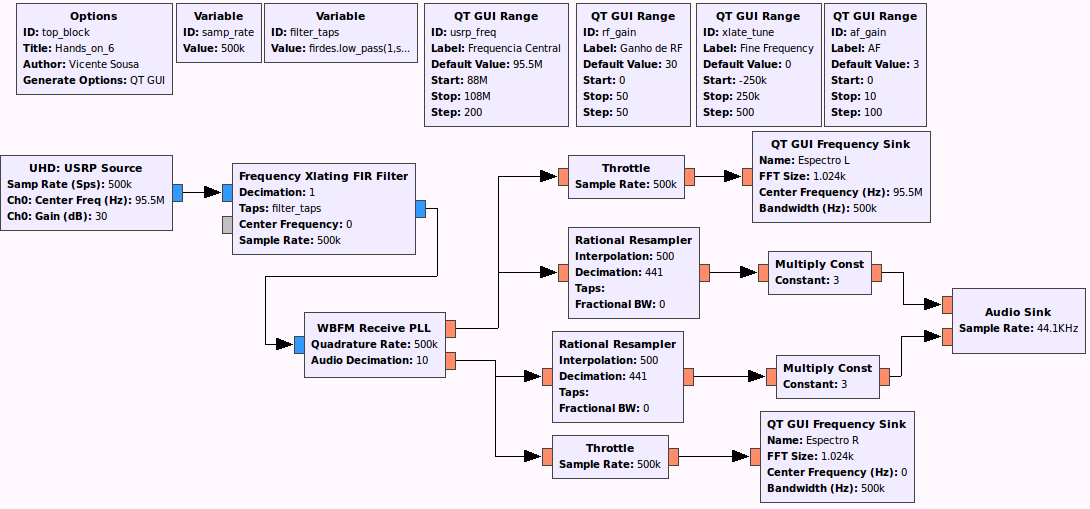 Options
ID: top_block
Title: Hands_on_6
Author: Vicente Sousa
Generate Options: QT GUI
Variable
ID: samp_rate
Value: 500k
Variable
ID: filter_taps
Value: firdes.low_pass(1,s...
QT GUI Range
ID: usrp_freq
Label: Frequencia Central
Default Value: 95.5M
Start: 88M
Stop: 108M
Step: 200
QT GUI Range
ID: rf_gain
Label: Ganho de RF
Default Value: 30
Start: 0
Stop: 50
Step: 50
QT GUI Range
ID: xlate_tune
Label: Fine Frequency
Default Value: 0
Start: -250k
Stop: 250k
Step: 500
QT GUI Range
ID: af_gain
Label: AF
Default Value: 3
Start: 0
Stop: 10
Step: 100
UHD: USRP Source
Samp Rate (Sps): 500k
Ch0: Center Freq (Hz): 95.5M
Ch0: Gain (dB): 30
Frequency Xlating FIR Filter
Decimation: 1
Taps: filter_taps
Center Frequency: 0
Sample Rate: 500k
Throttle
Sample Rate: 500k
QT GUI Frequency Sink
Name: Espectro L
FFT Size: 1.024k
Center Frequency (Hz): 95.5M
Bandwidth (Hz): 500k
Rational Resampler
Interpolation: 500
Decimation: 441
Taps:
Fractional BW: 0
Multiply Const
Constant: 3
Audio Sink
Sample Rate: 44.1KHz
WBFM Receive PLL
Quadrature Rate: 500k
Audio Decimation: 10
Rational Resampler
Interpolation: 500
Decimation: 441
Taps:
Fractional BW: 0
Multiply Const
Constant: 3
Throttle
Sample Rate: 500k
QT GUI Frequency Sink
Name: Espectro R
FFT Size: 1.024k
Center Frequency (Hz): 0
Bandwidth (Hz): 500k